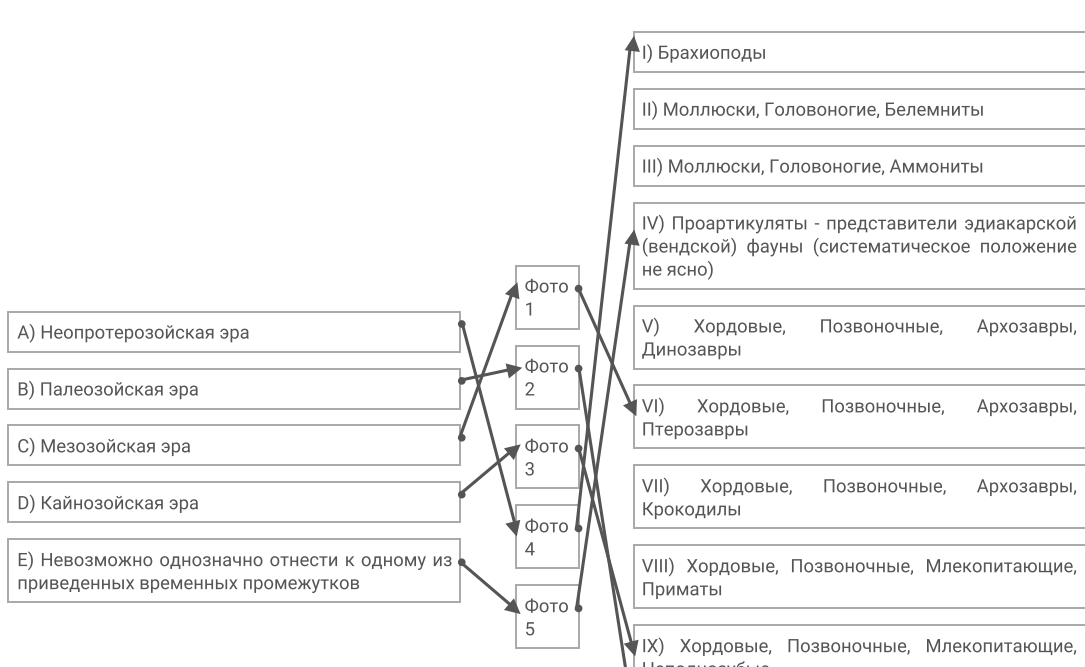 A) Неопротерозойская эра
B) Палеозойская эра
C) Мезозойская эра
D) Кайнозойская эра
E) Невозможно однозначно отнести к одному из
приведенных временных промежутков
Фото
1
Фото
2
Фото
3
Фото
4
Фото
5
I) Брахиоподы
II) Моллюски, Головоногие, Белемниты
III) Моллюски, Головоногие, Аммониты
IV) Проартикуляты - представители эдиакарской
(вендской) фауны (систематическое положение
не ясно)
V) Хордовые, Позвоночные, Архозавры,
Динозавры
VI) Хордовые, Позвоночные, Архозавры,
Птерозавры
VII) Хордовые, Позвоночные, Архозавры,
Крокодилы
VIII) Хордовые, Позвоночные, Млекопитающие,
Приматы
IX) Хордовые, Позвоночные, Млекопитающие,